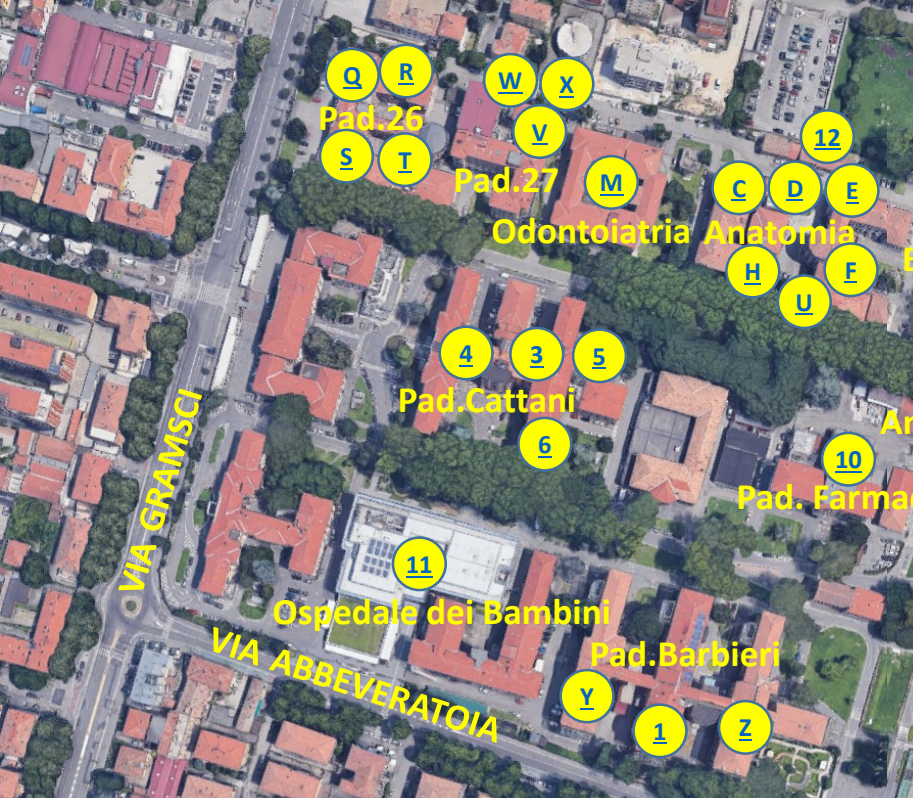 Q
R
W
X
Pad.26
V
12
S
T
Pad.27
M
C
D
E
Odontoiatria
Anatomia
H
F
U
4
3
5
Pad.Cattani
6
VIA GRAMSCI
10
Pad. Farma
11
Ospedale dei Bambini
VIA ABBEVERATOIA
Pad.Barbieri
Y
1
Z